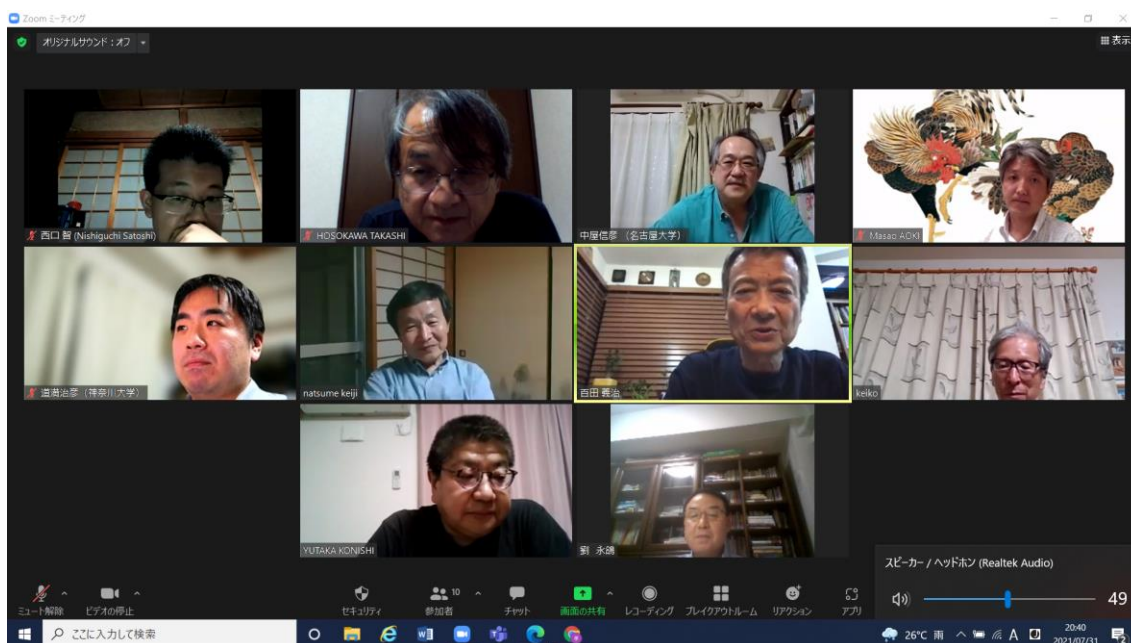 Zoom ミーティング
オリジナルサウンド：オフ
表示
西口 智 (Nishiguchi Satoshi)
HOSOKAWA TAKASHI
中屋信彦 （名古屋大学）
Masao AOKI
道満治彦（神奈川大学）
natsume keiji
百田 義治
keiko
YUTAKA KONISHI
劉 永鴿
スピーカー / ヘッドホン (Realtek Audio)
49
ミュート解除
ビデオの停止
セキュリティ
10
参加者
チャット
画面の共有
レコーディング
ブレイクアウトルーム
リアクション
アプリ
ここに入力して検索
26°C 雨
A
20:40
2021/07/31
2